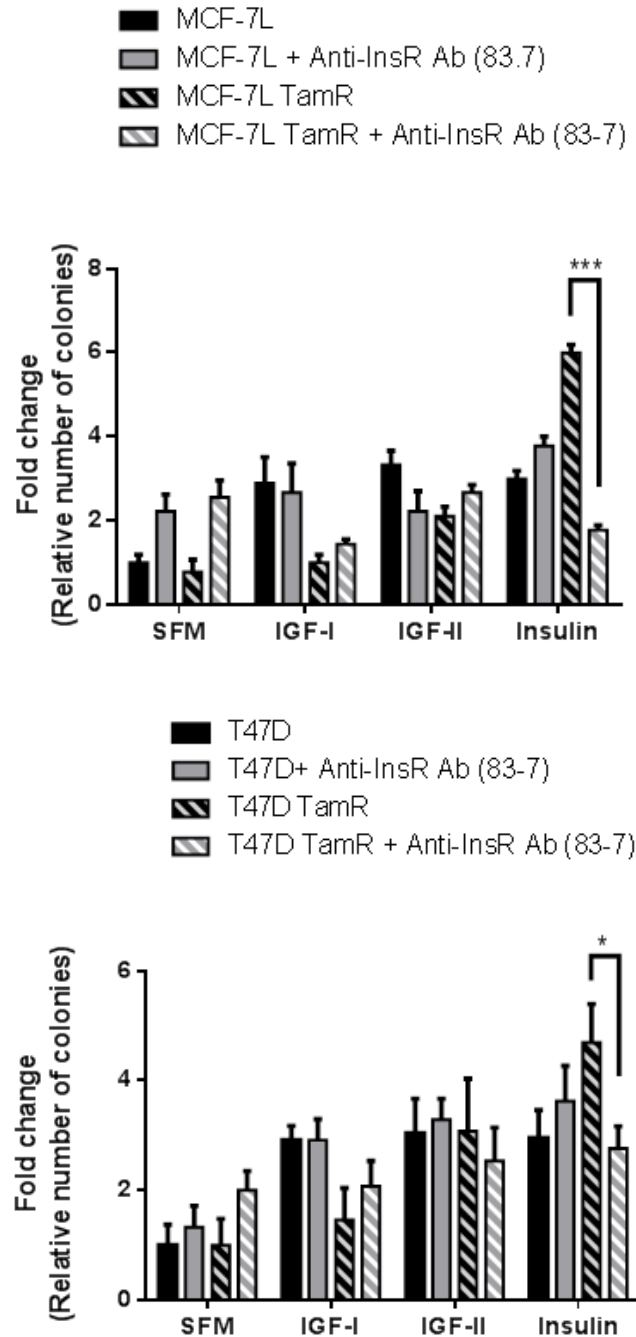 MCF-7L
MCF-7L + Anti-InsR Ab (83.7)
MCF-7L TamR
MCF-7L TamR + Anti-InsR Ab (83-7)
Fold change
(Relative number of colonies)
8
6
4
2
0
***
SFM IGF-I IGF-II Insulin
T47D
T47D+ Anti-InsR Ab (83-7)
T47D TamR
T47D TamR + Anti-InsR Ab (83-7)
Fold change
(Relative number of colonies)
6
4
2
0
*
SFM IGF-I IGF-II Insulin